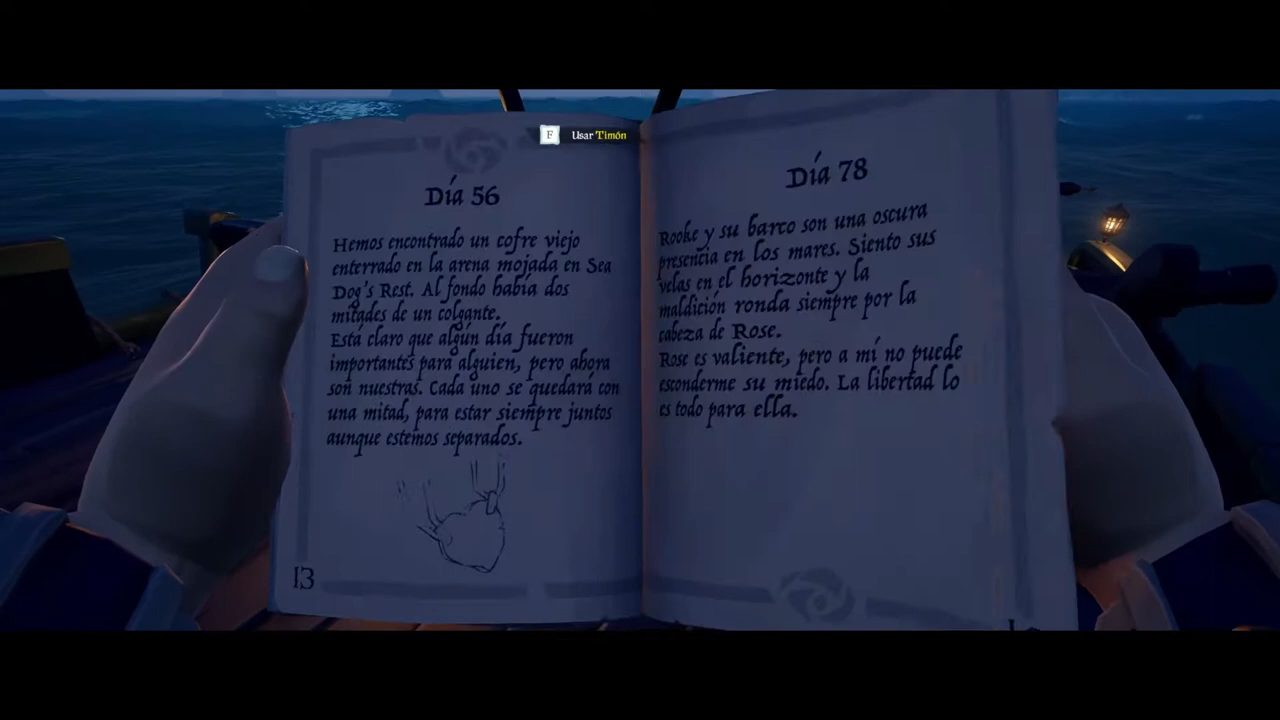 F Usar Timón
Día 56
Hemos encontrado un cofre viejo
enterrado en la arena mojada en Sea
Dog's Rest. Al fondo había dos
mitades de un colgante.
Está claro que algún día fueron
importantes para alguien, pero ahora
son nuestras. Cada uno se quedará con
una mitad, para estar siempre juntos
aunque estemos separados.
13
Día 78
Rooke y su barco son una oscura
presencia en los mares. Siento sus
velas en el horizonte y la
maldición ronda siempre por la
cabeza de Rose.
Rose es valiente, pero a mí no puede
esconderme su miedo. La libertad lo
es todo para ella.